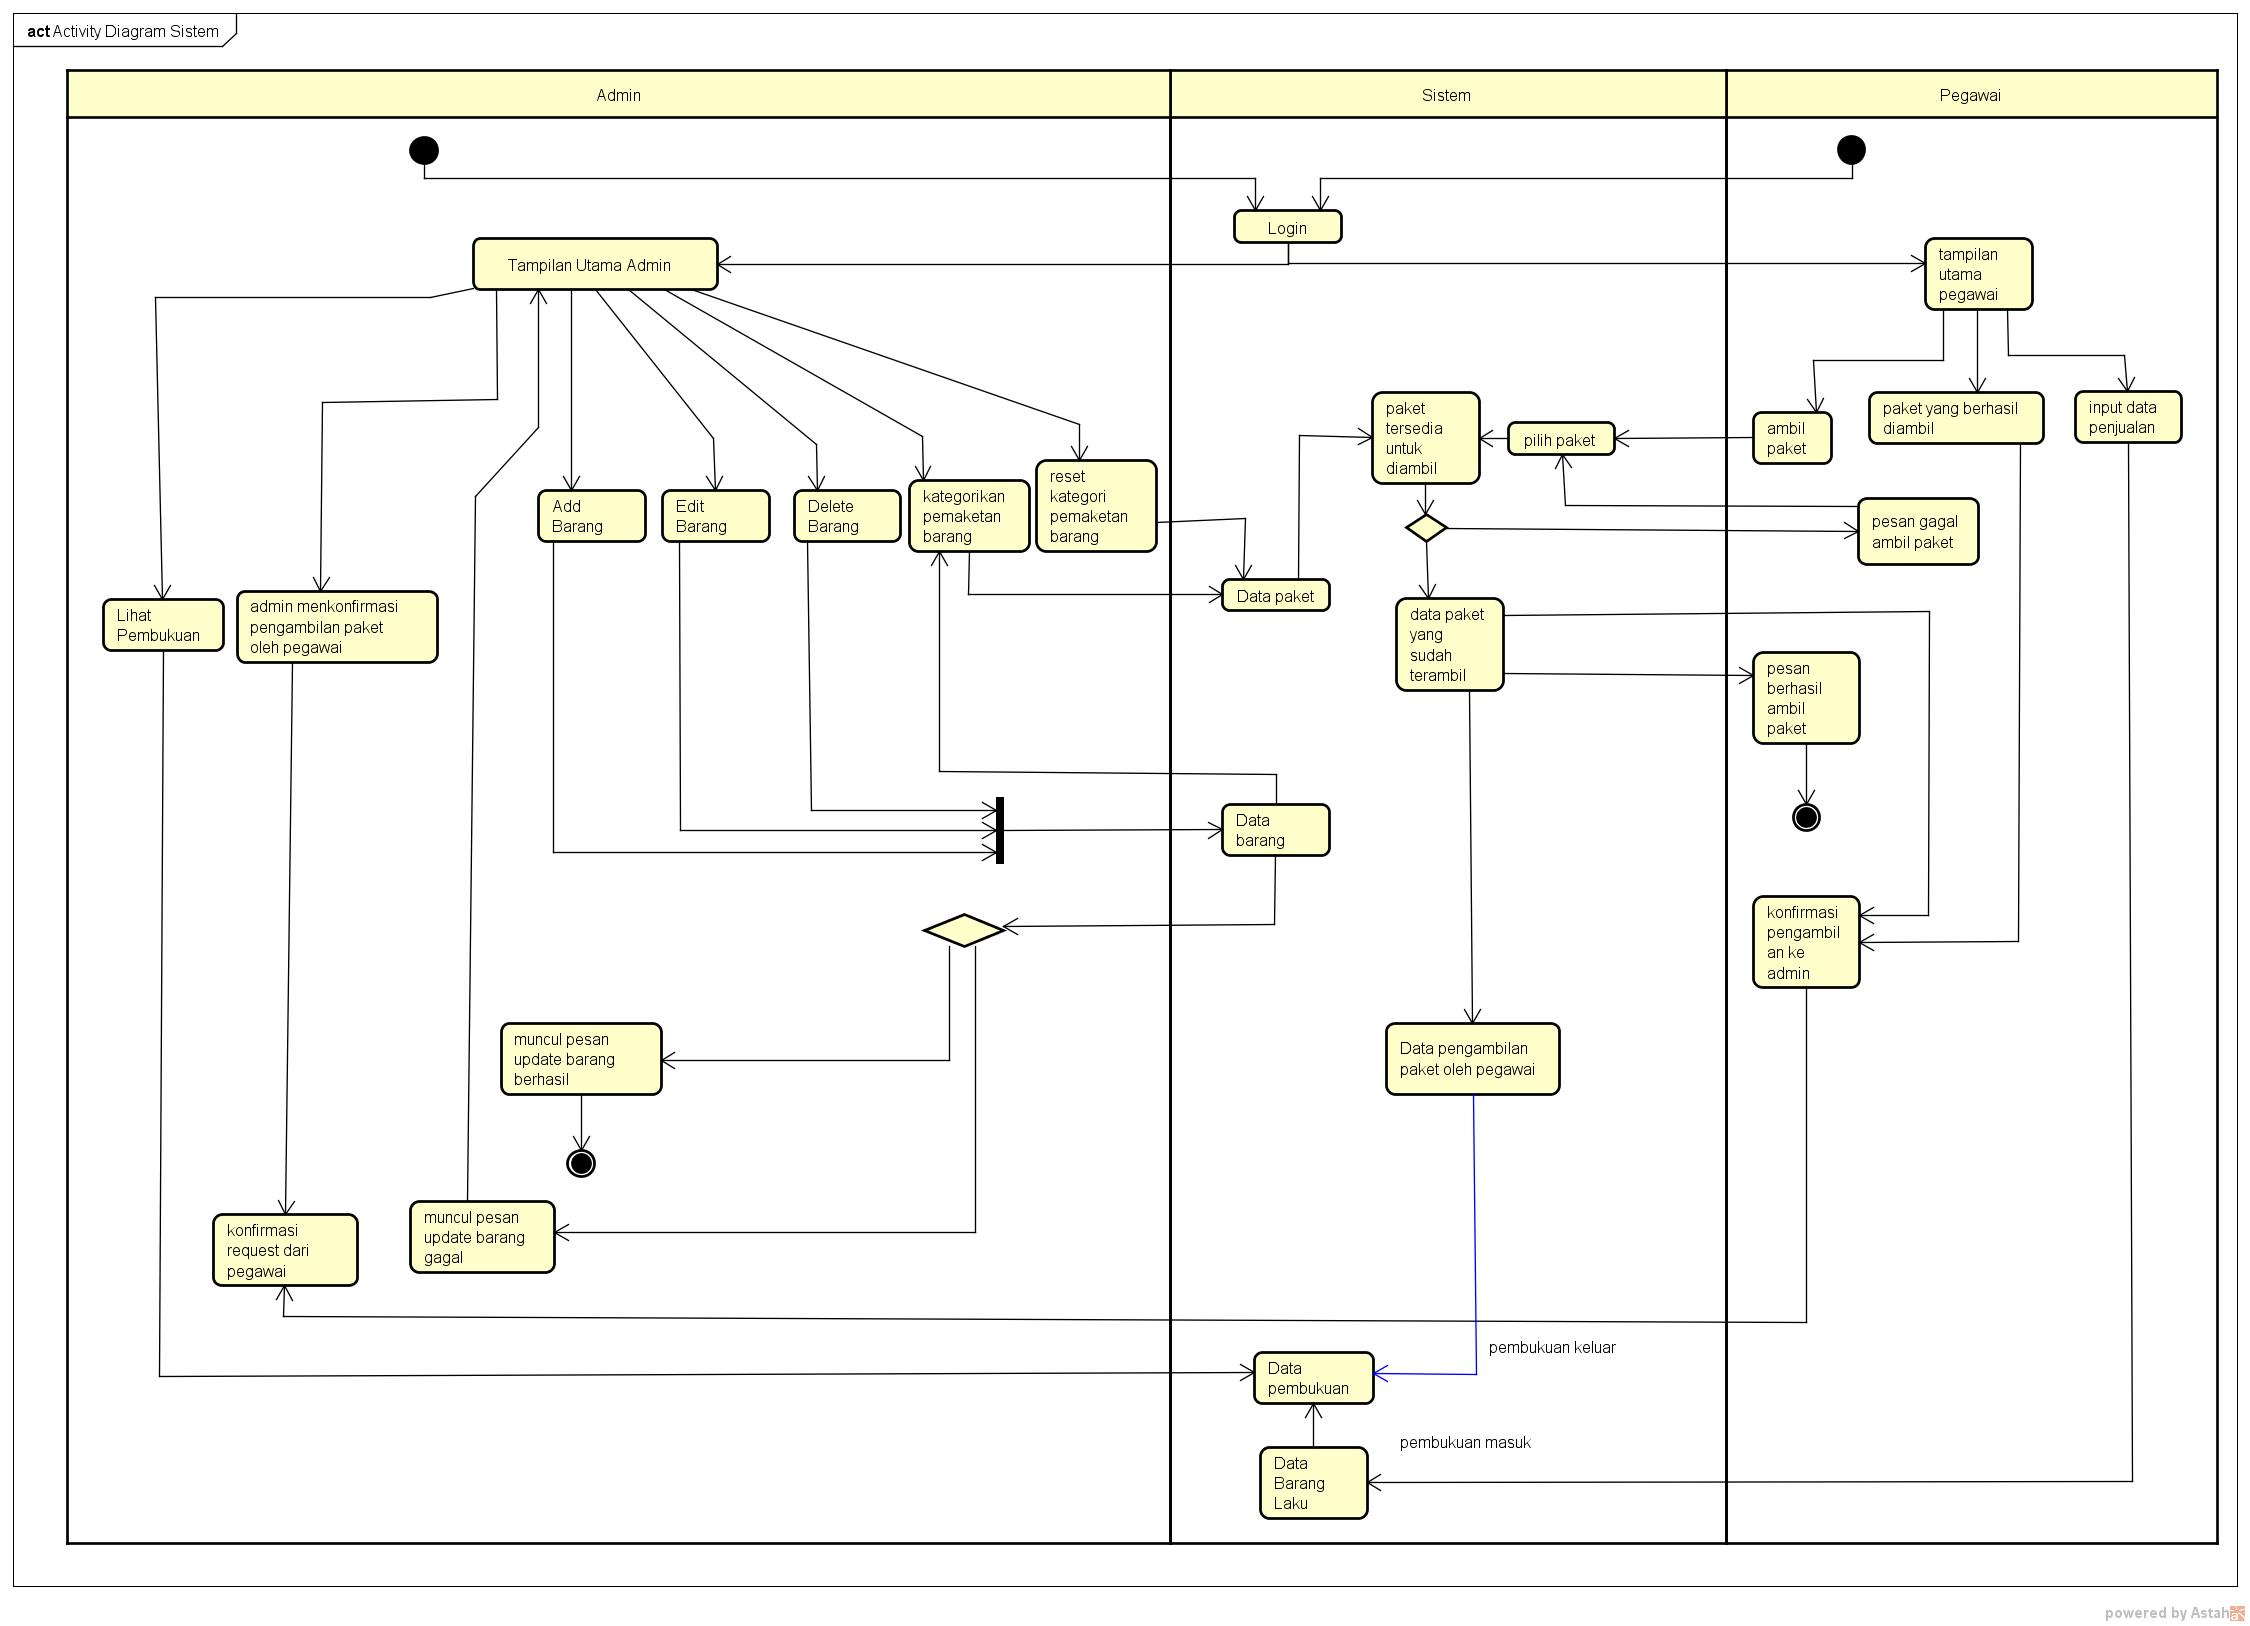 act Activity Diagram Sistem
Admin
Sistem
Pegawai
Login
Tampilan Utama Admin
tampilan
utama
pegawai
paket
tersedia
untuk
diambil
pilih paket
ambil
paket
paket yang berhasil
diambil
input data
penjualan
Add
Barang
Edit
Barang
Delete
Barang
kategorikan
pemaketan
barang
reset
kategori
pemaketan
barang
pesan gagal
ambil paket
Data paket
Lihat
Pembukuan
admin menkonfirmasi
pengambilan paket
oleh pegawai
data paket
yang
sudah
terambil
pesan
berhasil
ambil
paket
Data
barang
konfirmasi
pengambil
an ke
admin
muncul pesan
update barang
berhasil
Data pengambilan
paket oleh pegawai
konfirmasi
request dari
pegawai
muncul pesan
update barang
gagal
pembukuan keluar
Data
pembukuan
pembukuan masuk
Data
Barang
Laku
powered by Astah